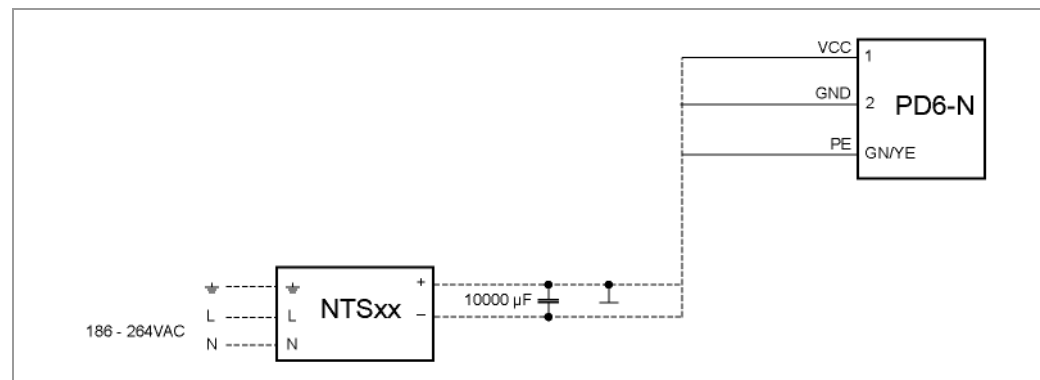 VCC 1
GND 2 PD6-N
PE GN/YE
+
10000 µF
L L NTSxx −
186 - 264VAC
N N